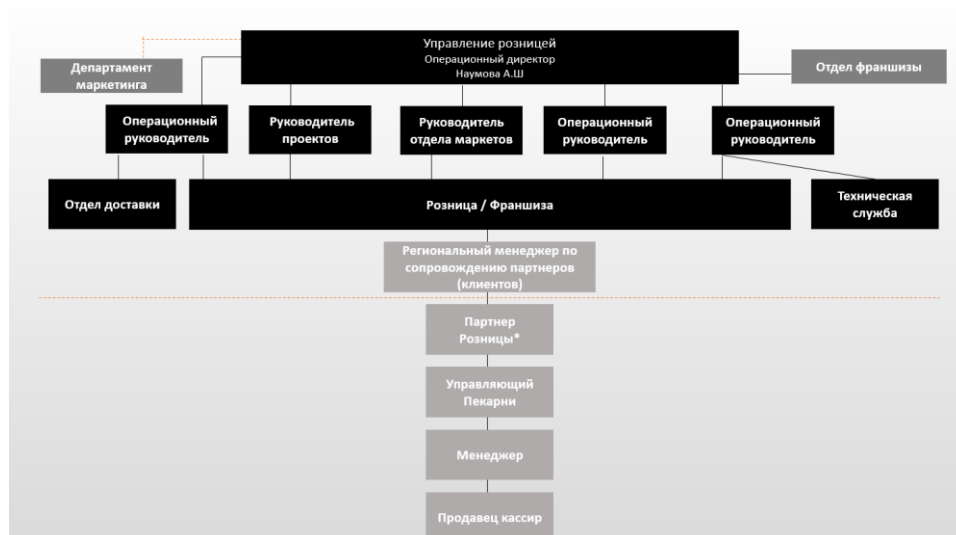 Управление розницей
Операционный директор
Наумова А.Ш
Департамент
маркетинга
Отдел франшизы
Операционный
руководитель
Руководитель
проектов
Руководитель
отдела маркетов
Операционный
руководитель
Операционный
руководитель
Отдел доставки
Розница / Франшиза
Техническая
служба
Региональный менеджер по
сопровождению партнеров
(клиентов)
Партнер
Розницы*
Управляющий
Пекарни
Менеджер
Продавец кассир